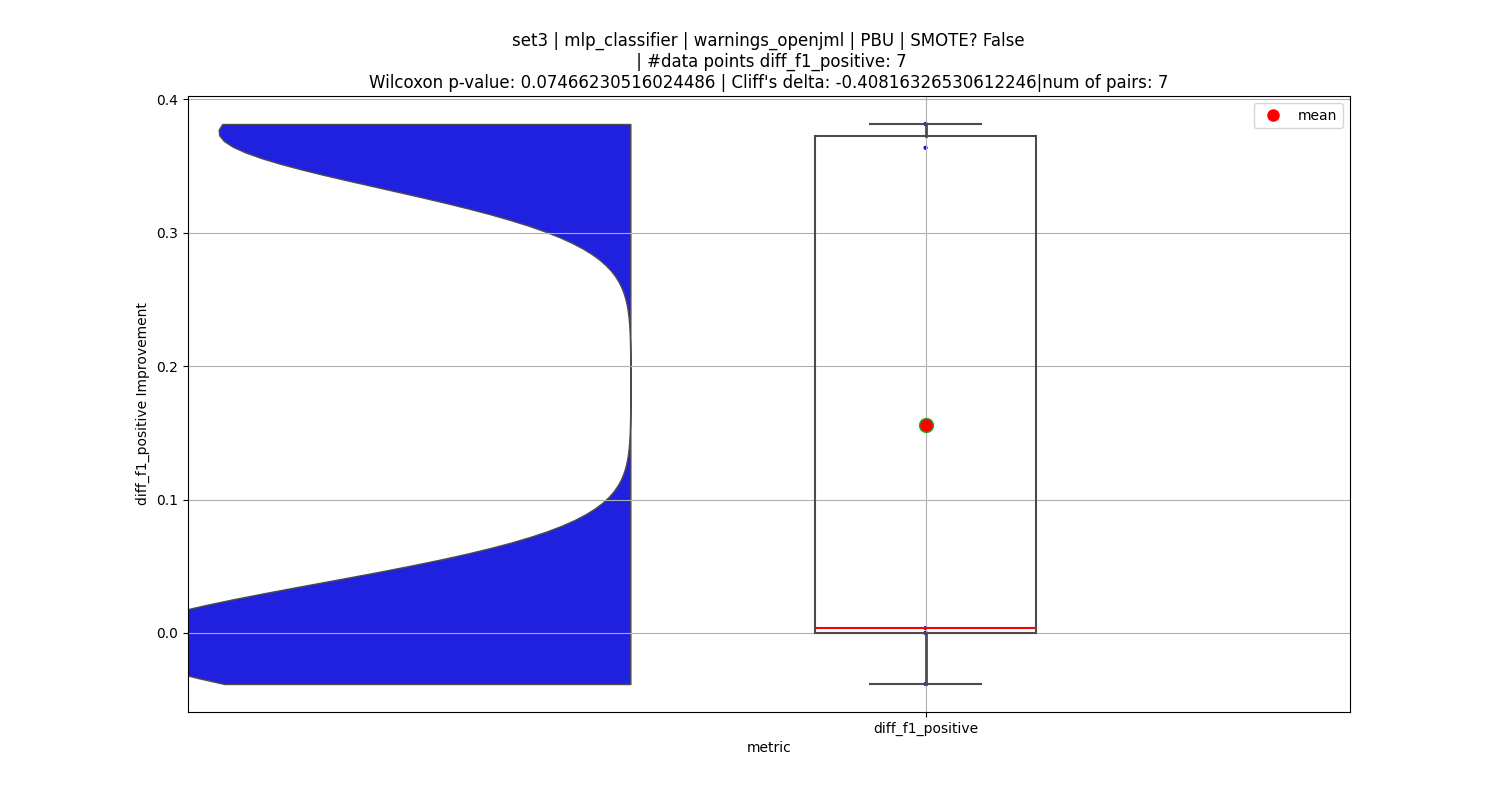 set3 | mlp_classifier | warnings_openjml | PBU | SMOTE? False
| #data points diff_f1_positive: 7
Wilcoxon p-value: 0.07466230516024486 | Cliff's delta: -0.40816326530612246|num of pairs: 7
mean
0.4
0.3
0.2
0.1
0.0
diff_f1_positive Improvement
diff_f1_positive
metric